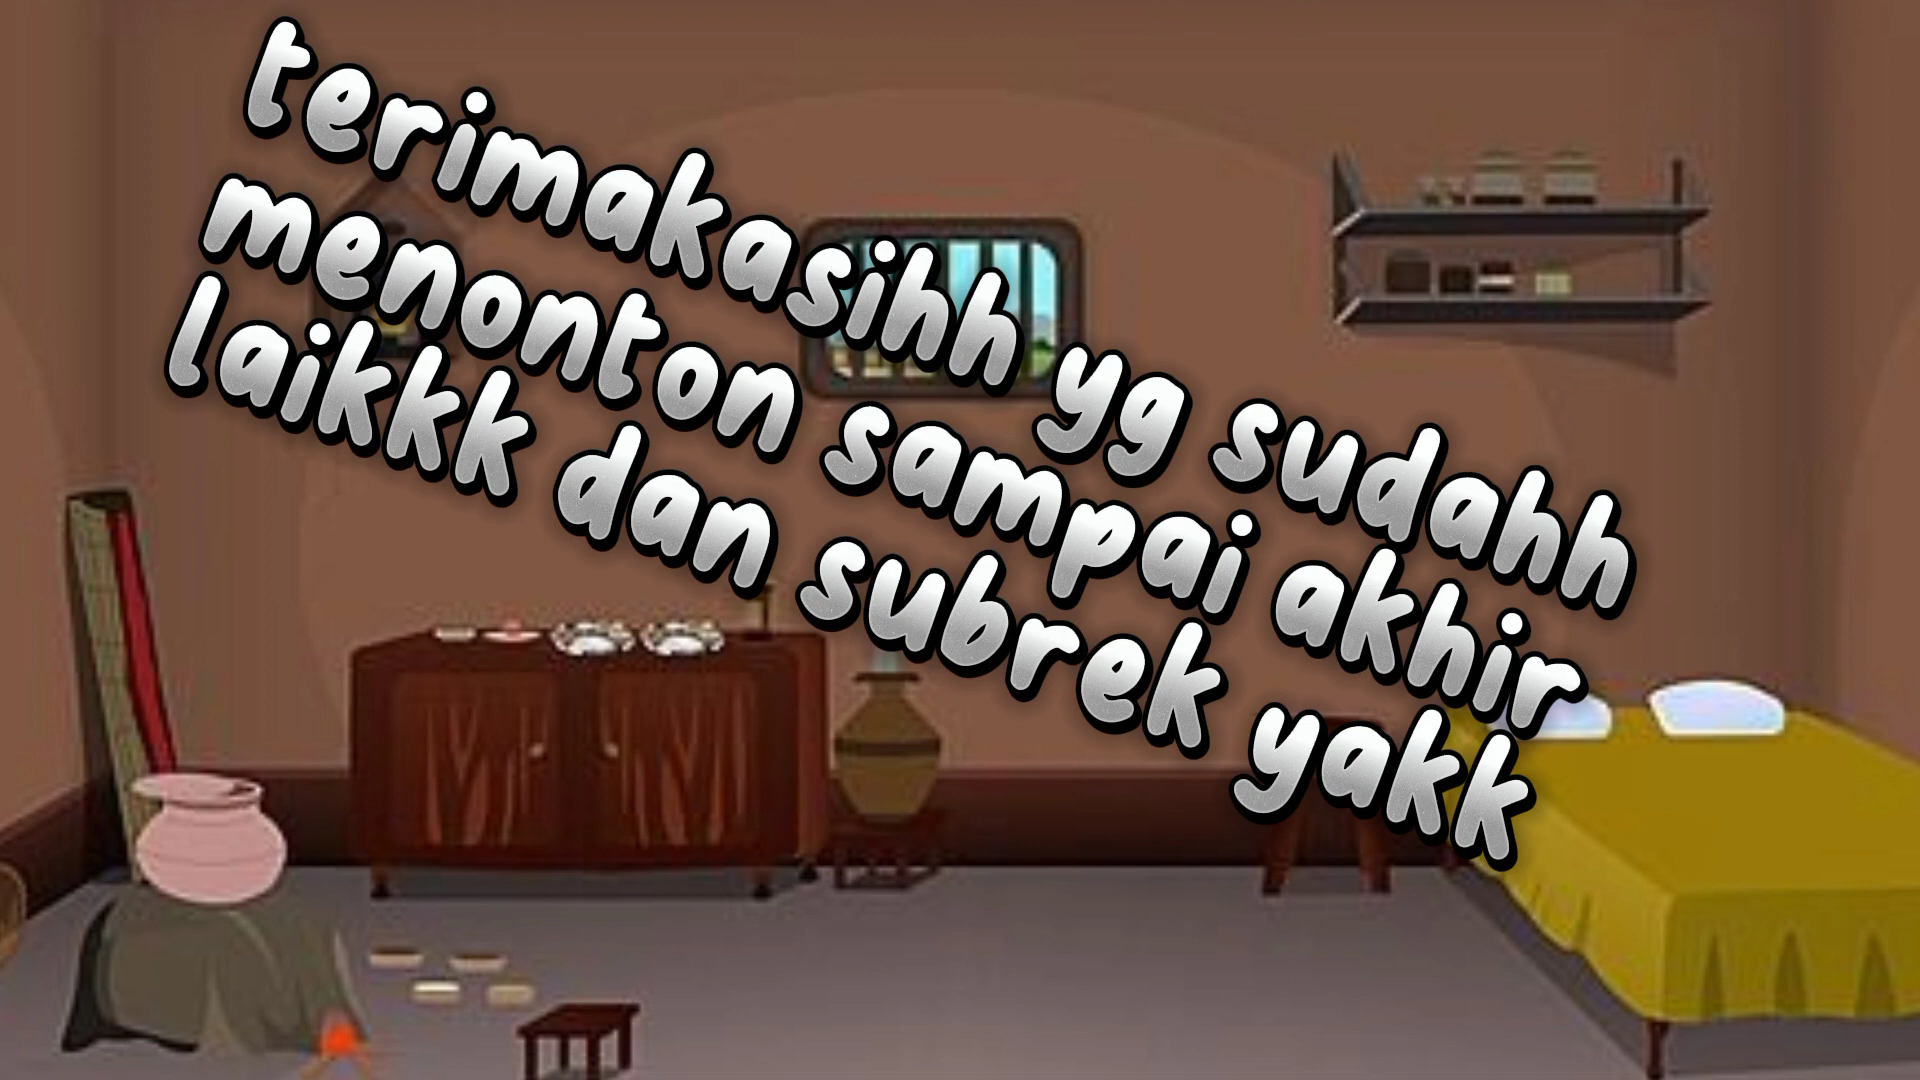 terimakasihh yg sudahh
menonton sampai akhir
laikkk dan subrek yakk